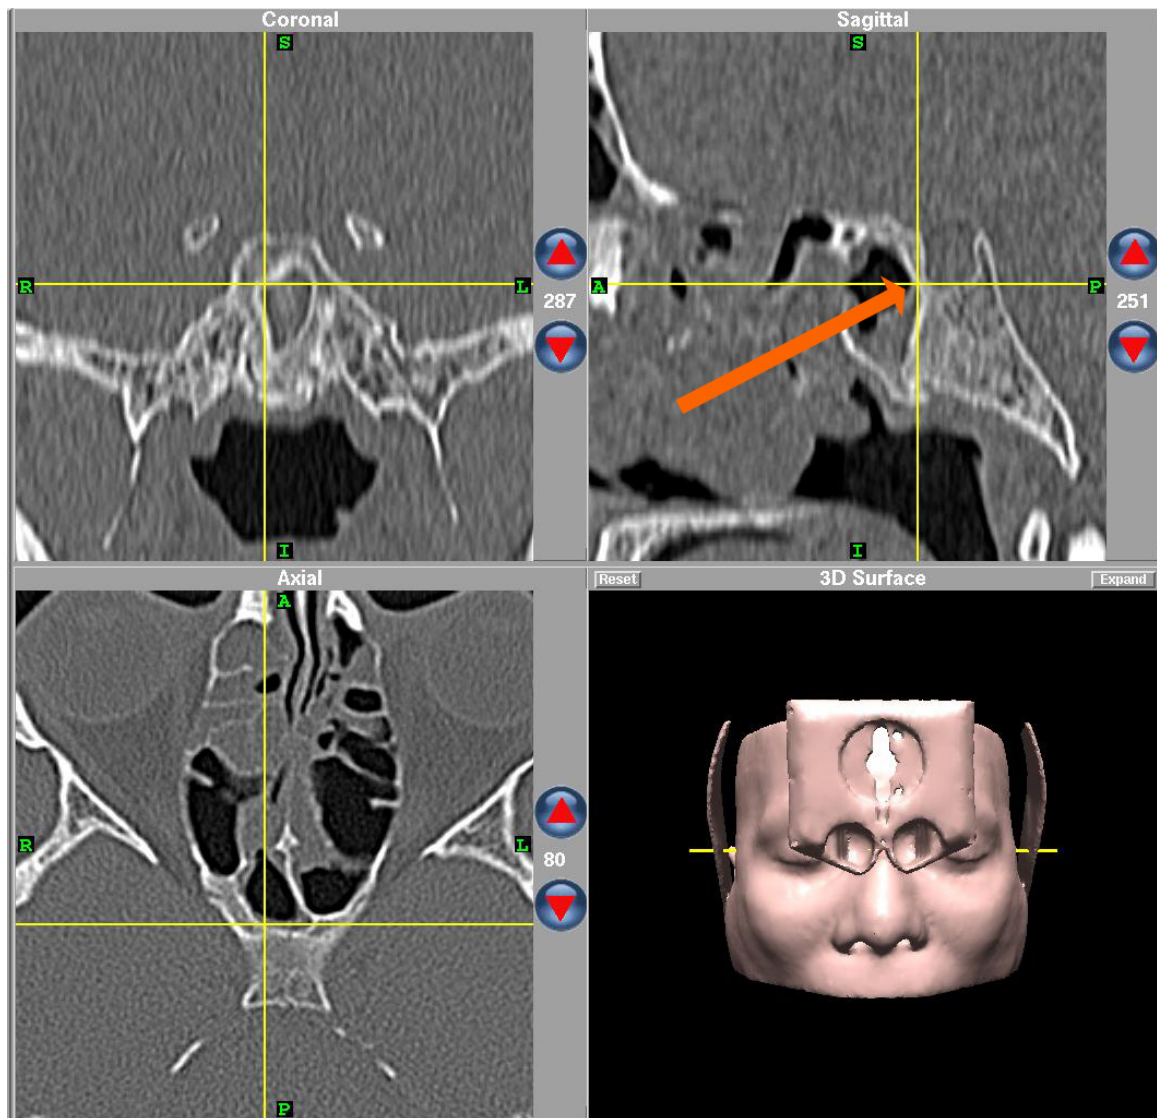 Coronal
Sagittal
S
S
R
L
287
A
P
251
I
I
Axial
Reset
3D Surface
Expand
A
R
L
80
P